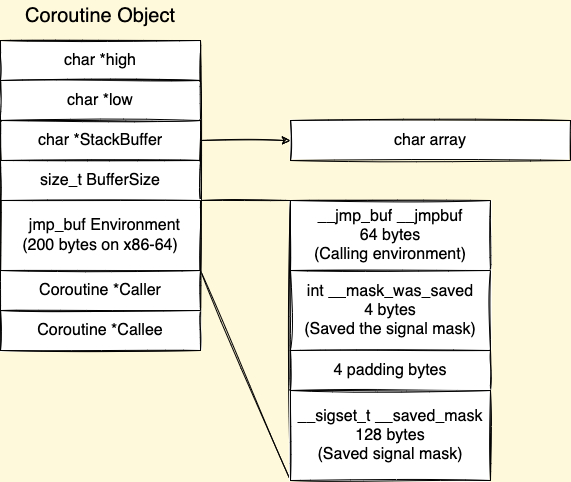 Coroutine Object
char *high
char *low
char *StackBuffer
char array
size_t BufferSize
jmp_buf Environment
(200 bytes on x86-64)
Coroutine *Caller
Coroutine *Callee
__jmp_buf __jmpbuf
64 bytes
(Calling environment)
int __mask_was_saved
4 bytes
(Saved the signal mask)
4 padding bytes
__sigset_t __saved_mask
128 bytes
(Saved signal mask)